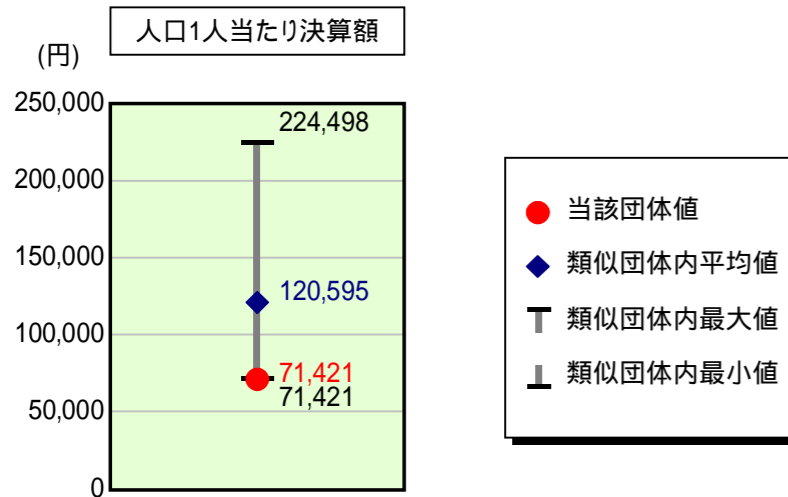 人口1人当たり決算額
(円)
250,000
224,498
200,000
150,000
120,595
100,000
71,421
71,421
50,000
0
当該団体値
類似団体内平均値
類似団体内最大値
類似団体内最小値